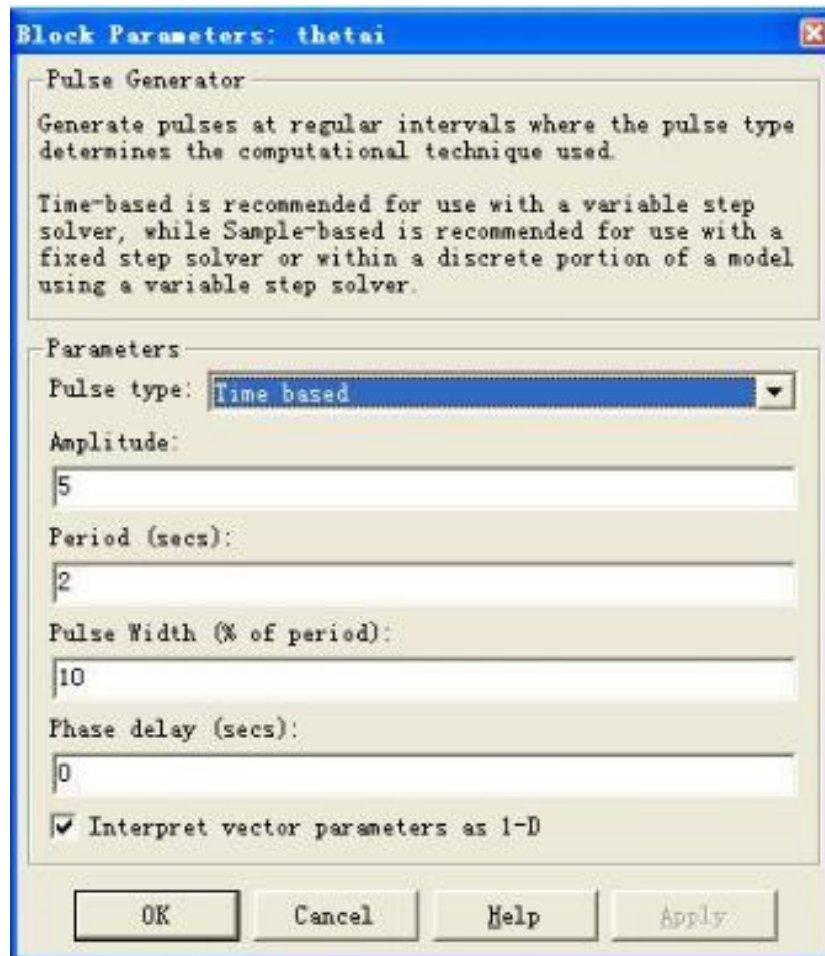 Block Parameters: thetai
Pulse Generator
Generate pulses at regular intervals where the pulse type
determines the computational technique used.
Time-based is recommended for use with a variable step
solver, while Sample-based is recommended for use with a
fixed step solver or within a discrete portion of a model
using a variable step solver.
Parameters
Pulse type: Time based
Amplitude:
5
Period (secs):
2
Pulse Width (% of period):
10
Phase delay (secs):
0
Interpret vector parameters as 1-D
OK Cancel Help Apply